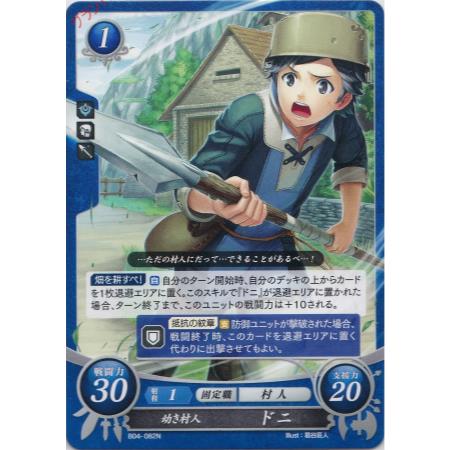 1
…ただの村人にだって…できることがあるべ…！
畑を耕すべ！ 自 自分のターン開始時、自分のデッキの上からカード
を1枚退避エリアに置く。このスキルで『ドニ』が退避エリアに置かれた
場合、ターン終了まで、このユニットの戦闘力は+10される。
抵抗の紋章 防御ユニットが撃破された場合、
戦闘終了時、このカードを退避エリアに置く
代わりに出撃させてもよい。
戦闘力
30
射程 1 固定職 村人
支援力
20
幼き村人 ドニ
B04-082N